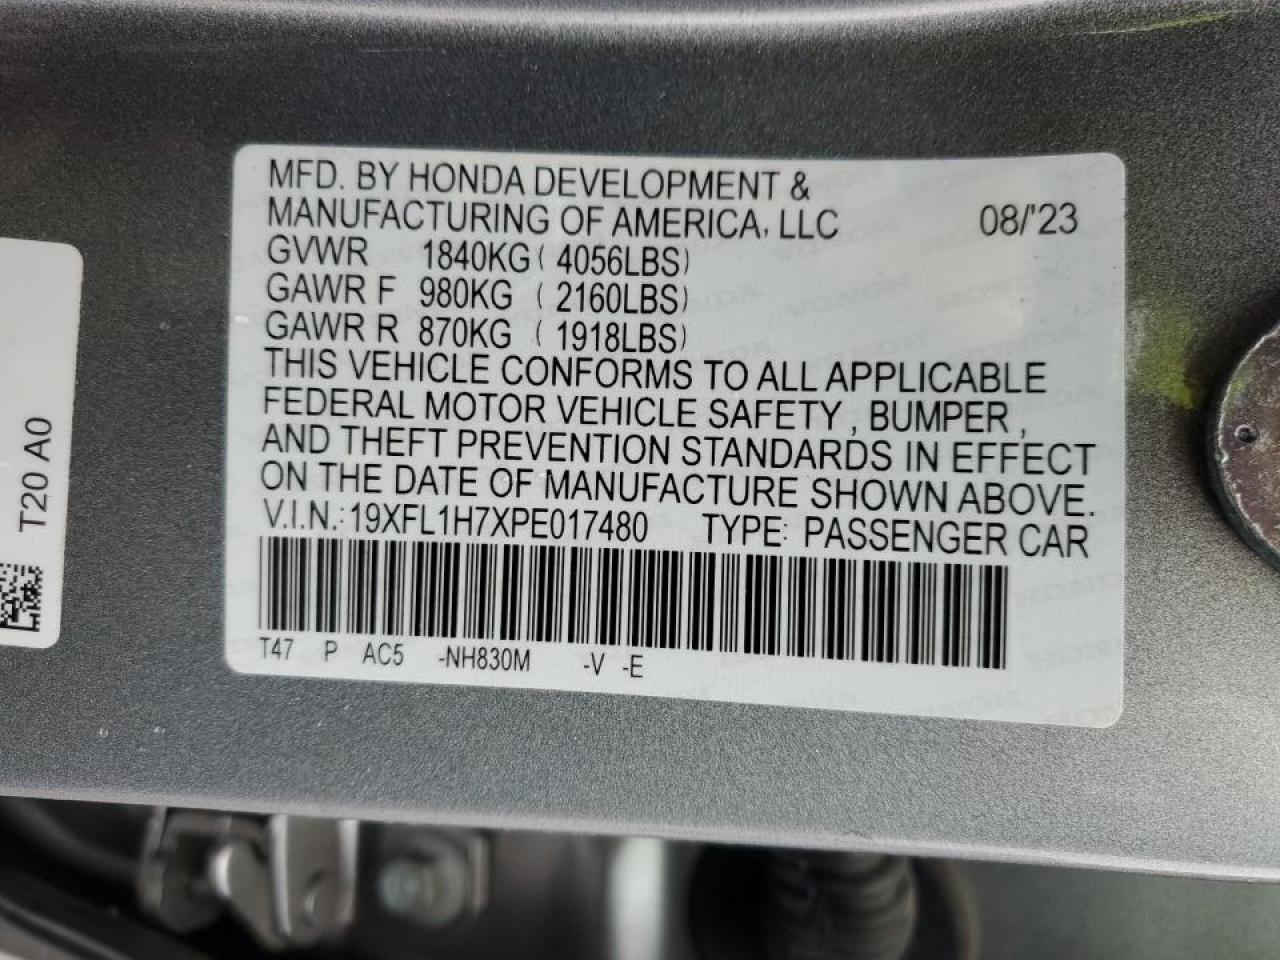 MFD. BY HONDA DEVELOPMENT &
MANUFACTURING OF AMERICA, LLC 08/'23
GVWR 1840KG ( 4056LBS)
GAWR F 980KG ( 2160LBS)
GAWR R 870KG ( 1918LBS)
THIS VEHICLE CONFORMS TO ALL APPLICABLE
FEDERAL MOTOR VEHICLE SAFETY , BUMPER ,
AND THEFT PREVENTION STANDARDS IN EFFECT
ON THE DATE OF MANUFACTURE SHOWN ABOVE.
V.I.N.: 19XFL1H7XPE017480 TYPE: PASSENGER CAR
T47 P AC5 -NH830M -V -E
T20 A0